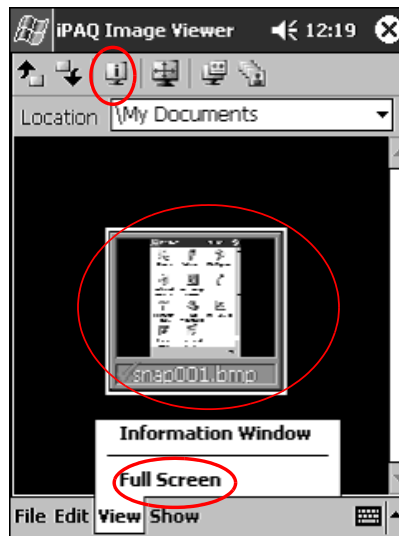 iPAQ Image Viewer 12:19
Location \My Documents
snap001.bmp
Information Window
Full Screen
File Edit View Show